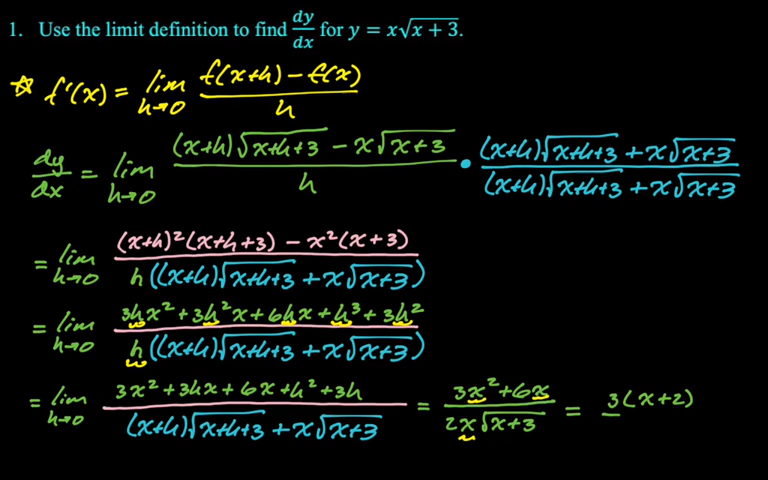 1. Use the limit definition to find dy/dx for y = x√(x + 3).
☆ f'(x) = lim h→0 (f(x+h) − f(x))/h
dy/dx = lim h→0 ((x+h)√(x+h+3) − x√(x+3))/h • ((x+h)√(x+h+3) + x√(x+3))/((x+h)√(x+h+3) + x√(x+3))
= lim h→0 ((x+h)²(x+h+3) − x²(x+3))/(h((x+h)√(x+h+3) + x√(x+3)))
= lim h→0 (3hx² + 3h²x + 6hx + h³ + 3h²)/(h((x+h)√(x+h+3) + x√(x+3)))
= lim h→0 (3x² + 3hx + 6x + h² + 3h)/((x+h)√(x+h+3) + x√(x+3)) = (3x² + 6x)/(2x√(x+3)) = 3(x+2)